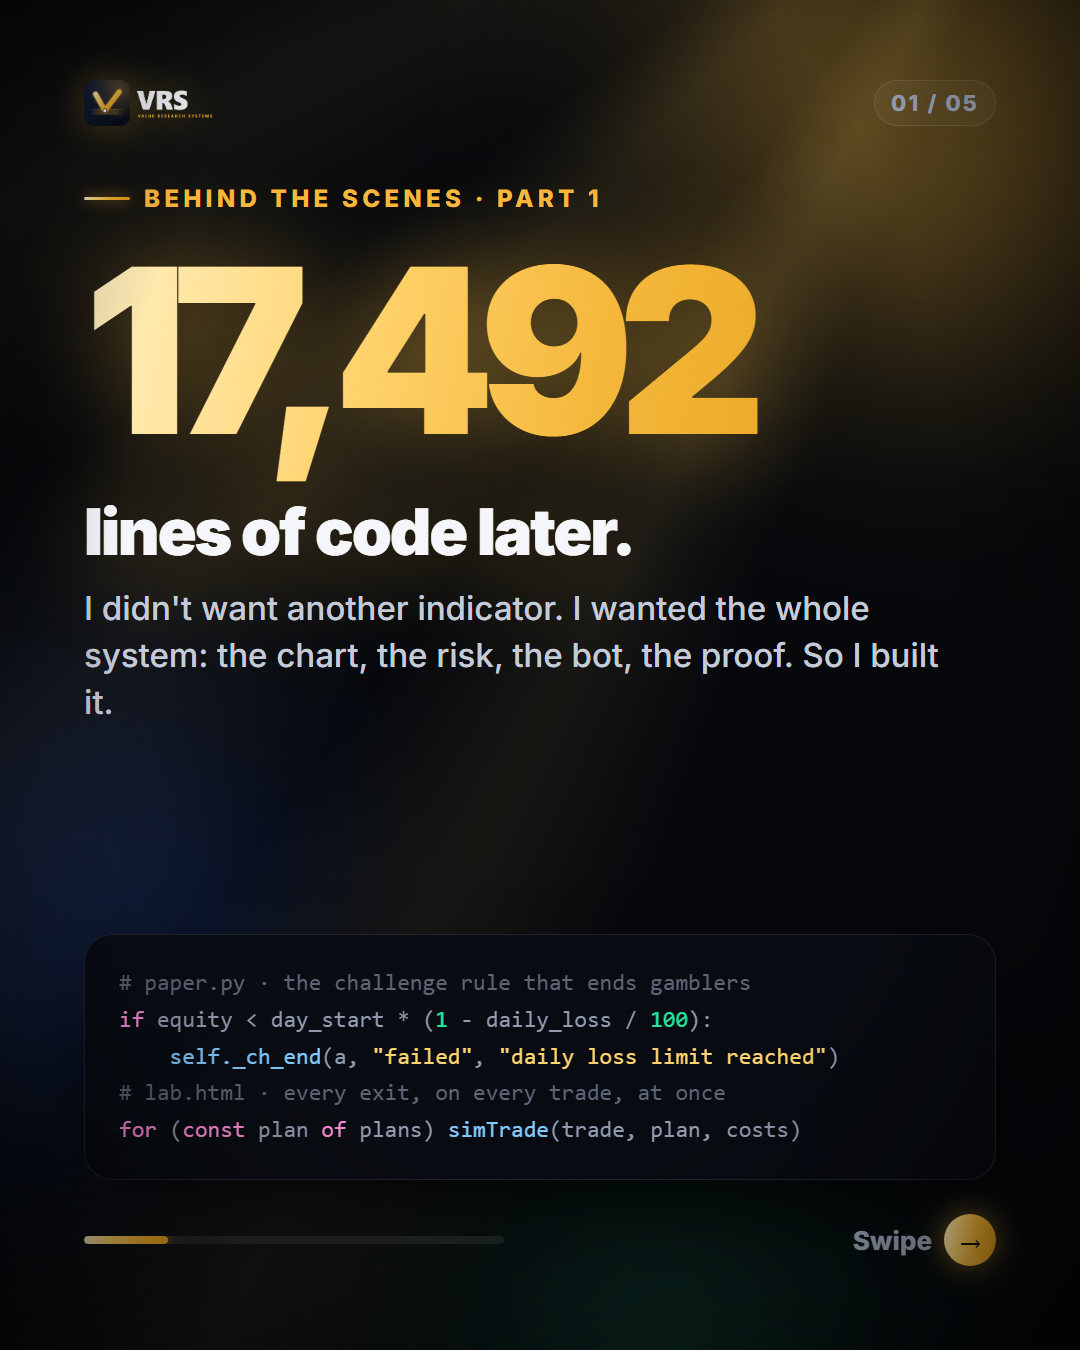 VRS
VALUE RESEARCH SYSTEMS
01 / 05
BEHIND THE SCENES · PART 1
17,492
lines of code later.
I didn't want another indicator. I wanted the whole
system: the chart, the risk, the bot, the proof. So I built
it.
# paper.py · the challenge rule that ends gamblers
if equity < day_start * (1 - daily_loss / 100):
    self._ch_end(a, "failed", "daily loss limit reached")
# lab.html · every exit, on every trade, at once
for (const plan of plans) simTrade(trade, plan, costs)
Swipe →